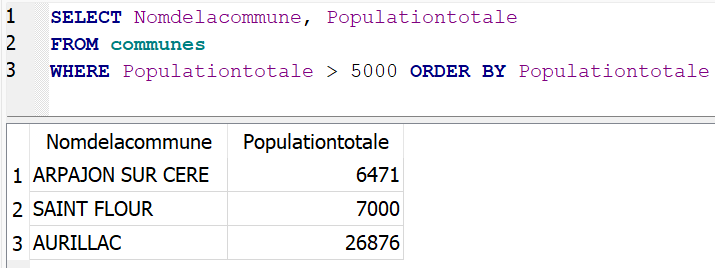 1 SELECT Nomdelacommune, Populationtotale
2 FROM communes
3 WHERE Populationtotale > 5000 ORDER BY Populationtotale
Nomdelacommune Populationtotale
1 ARPAJON SUR CERE 6471
2 SAINT FLOUR 7000
3 AURILLAC 26876